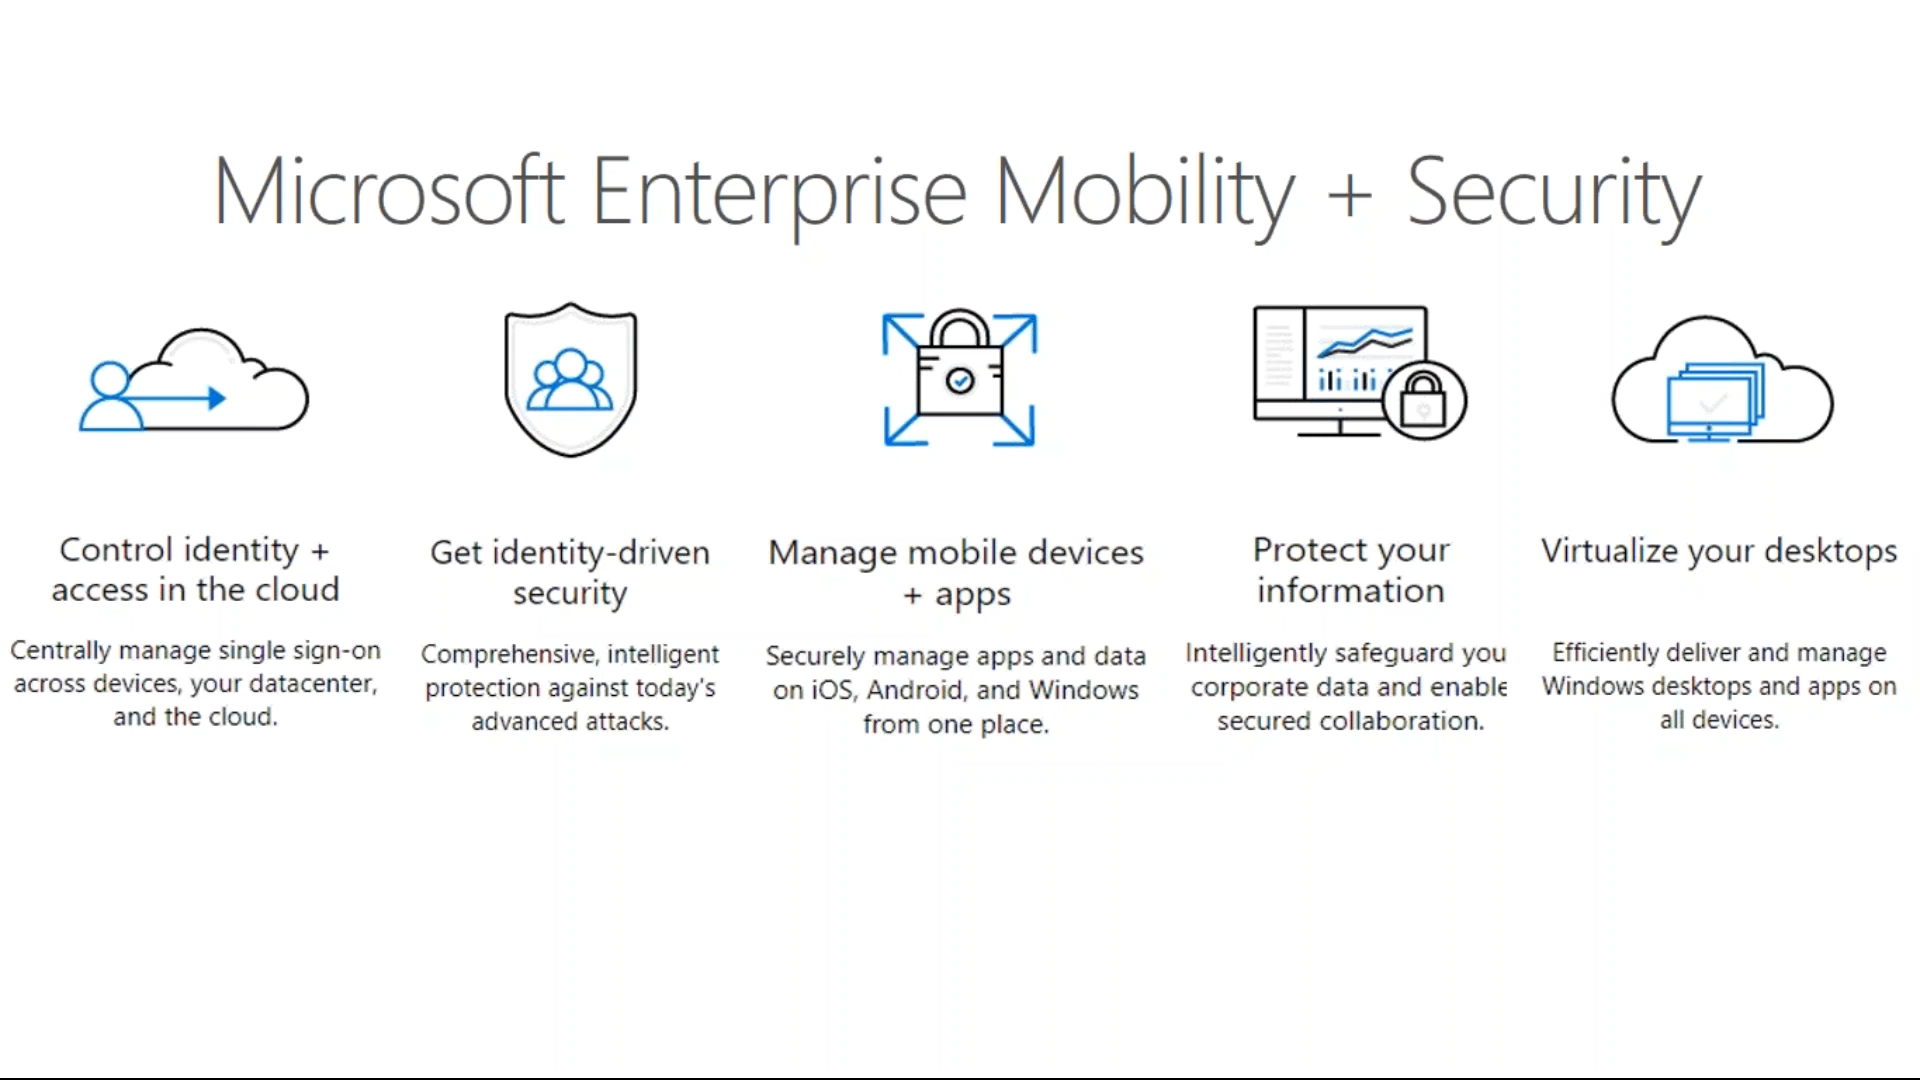 Microsoft Enterprise Mobility + Security
Control identity +
access in the cloud
Centrally manage single sign-on
across devices, your datacenter,
and the cloud.
Get identity-driven
security
Comprehensive, intelligent
protection against today's
advanced attacks.
Manage mobile devices
+ apps
Securely manage apps and data
on iOS, Android, and Windows
from one place.
Protect your
information
Intelligently safeguard you
corporate data and enable
secured collaboration.
Virtualize your desktops
Efficiently deliver and manage
Windows desktops and apps on
all devices.